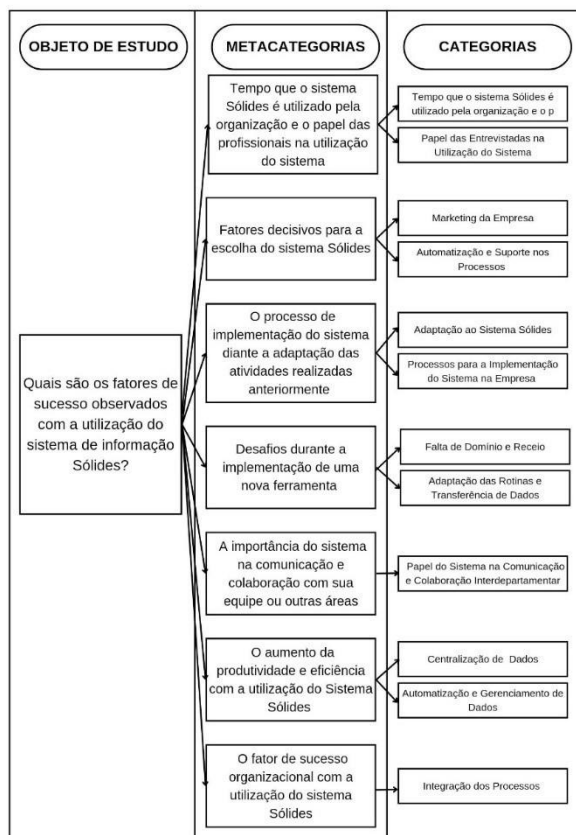 OBJETO DE ESTUDO
METACATEGORIAS
CATEGORIAS
Quais são os fatores de
sucesso observados
com a utilização do
sistema de informação
Sólides?
Tempo que o sistema
Sólides é utilizado pela
organização e o papel das
profissionais na utilização
do sistema
Tempo que o sistema Sólides é
utilizado pela organização e o p
Papel das Entrevistadas na
Utilização do Sistema
Fatores decisivos para a
escolha do sistema Sólides
Marketing da Empresa
Automatização e Suporte nos
Processos
O processo de
implementação do sistema
diante a adaptação das
atividades realizadas
anteriormente
Adaptação ao Sistema Sólides
Processos para a Implementação
do Sistema na Empresa
Desafios durante a
implementação de uma
nova ferramenta
Falta de Domínio e Receio
Adaptação das Rotinas e
Transferência de Dados
A importância do sistema
na comunicação e
colaboração com sua
equipe ou outras áreas
Papel do Sistema na Comunicação
e Colaboração Interdepartamentar
O aumento da
produtividade e eficiência
com a utilização do Sistema
Sólides
Centralização de Dados
Automatização e Gerenciamento de
Dados
O fator de sucesso
organizacional com a
utilização do sistema
Sólides
Integração dos Processos